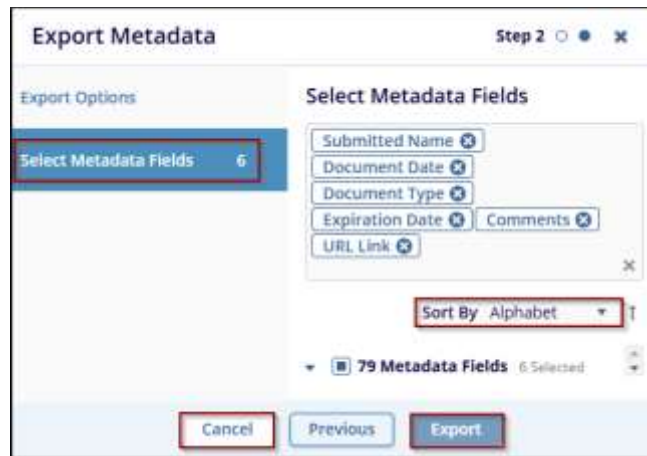 Export Metadata
Step 2
Export Options
Select Metadata Fields 6
Select Metadata Fields
Submitted Name
Document Date
Document Type
Expiration Date Comments
URL Link
Sort By Alphabet
79 Metadata Fields 6 Selected
Cancel Previous Export